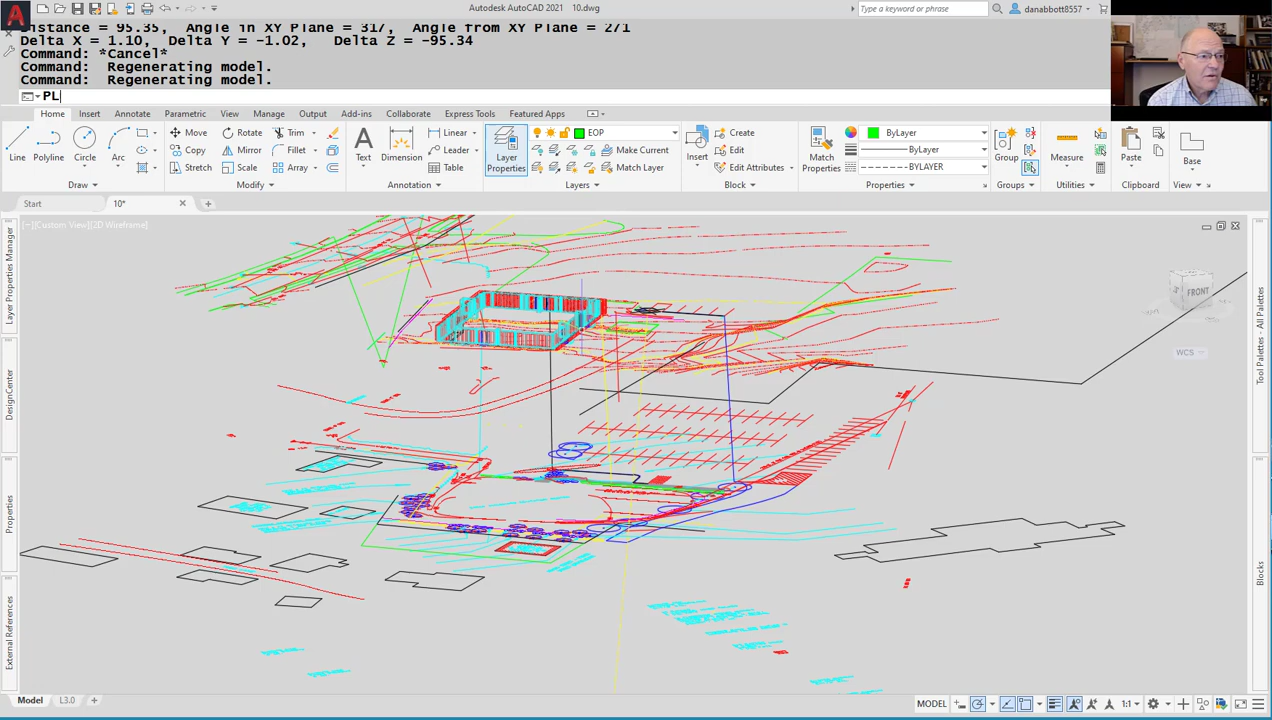 Autodesk AutoCAD 2021 10.dwg
Type a keyword or phrase
danabbott8557
Distance = 95.35, Angle in XY Plane = 317, Angle from XY Plane = 271
Delta X = 1.10, Delta Y = -1.02, Delta Z = -95.34
Command: *Cancel*
Command: Regenerating model.
Command: Regenerating model.
PL
Home Insert Annotate Parametric View Manage Output Add-ins Collaborate Express Tools Featured Apps
Line Polyline Circle Arc
Move Rotate Trim
Copy Mirror Fillet
Stretch Scale Array
Text Dimension
Linear
Leader
Table
Layer Properties
EOP
Make Current
Match Layer
Insert
Create
Edit
Edit Attributes
Match Properties
ByLayer
ByLayer
BYLAYER
Group
Measure
Paste
Base
Draw Modify Annotation Layers Block Properties Groups Utilities Clipboard View
Start 10*
[−][Custom View][2D Wireframe]
FRONT
WCS
Layer Properties Manager
DesignCenter
Properties
External References
Tool Palettes - All Palettes
Blocks
Model L3.0
MODEL
1:1